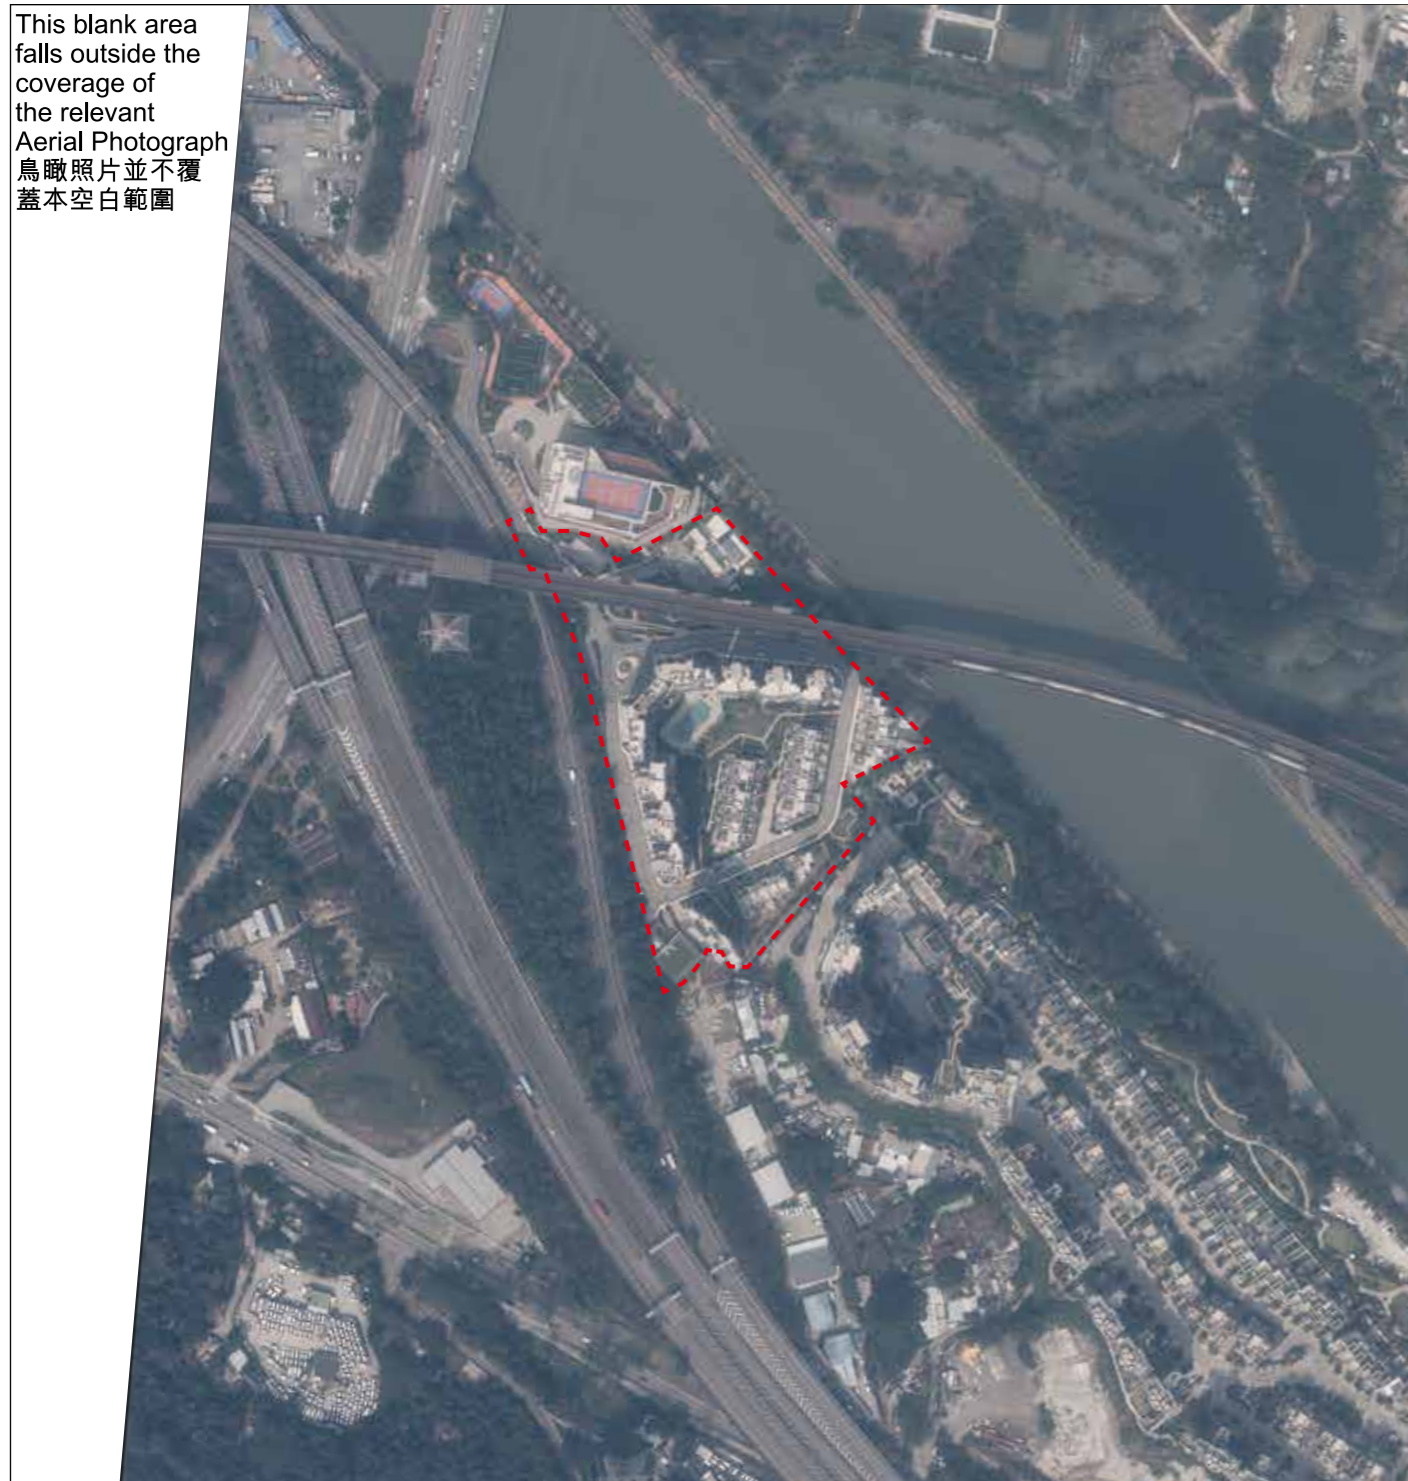 This blank area
falls outside the
coverage of
the relevant
Aerial Photograph
鳥瞰照片並不覆
蓋本空白範圍